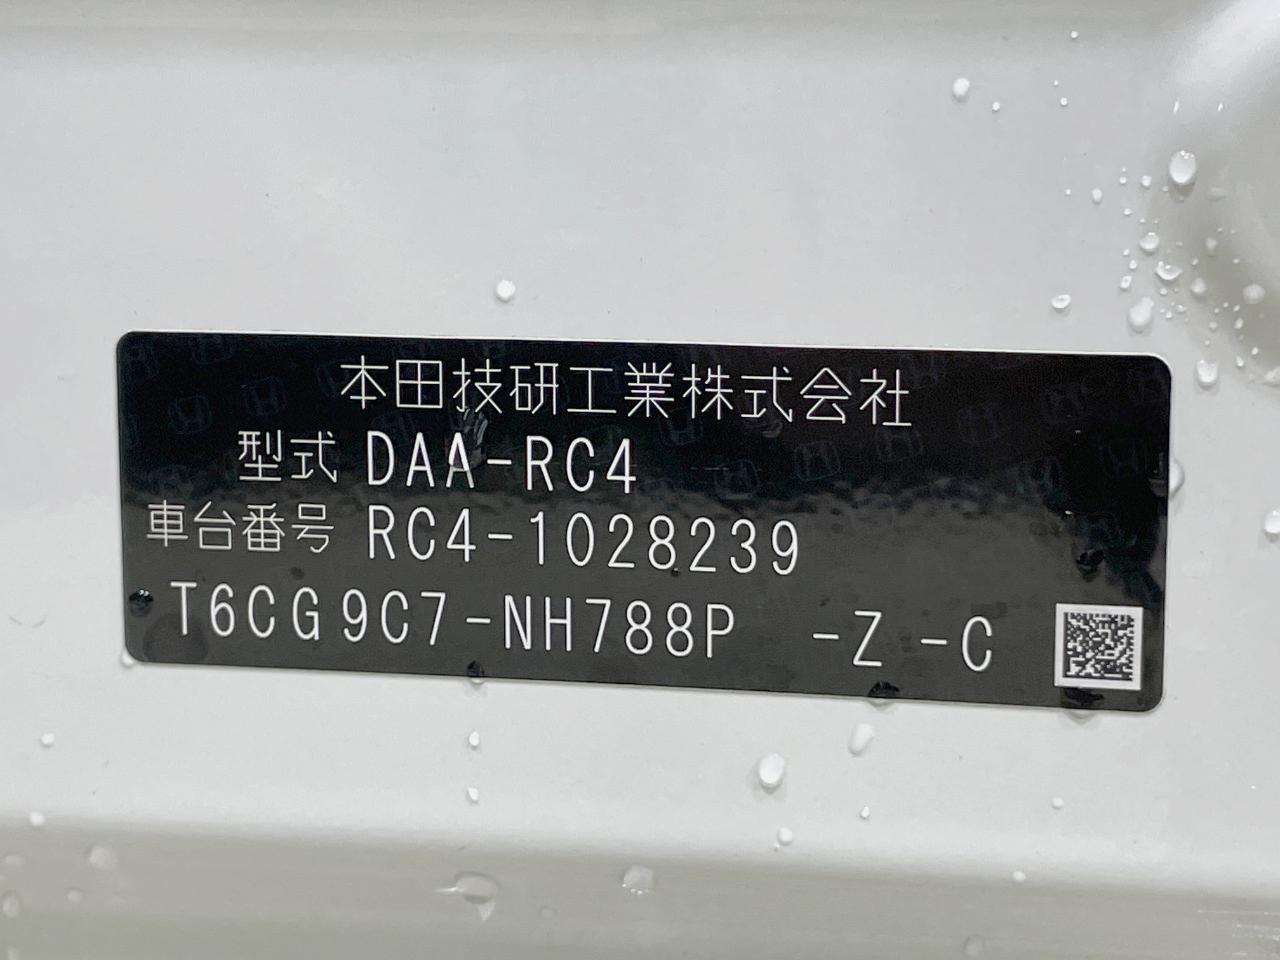 本田技研工業株式会社
型式 DAA-RC4
車台番号 RC4-1028239
T6CG9C7-NH788P -Z -C